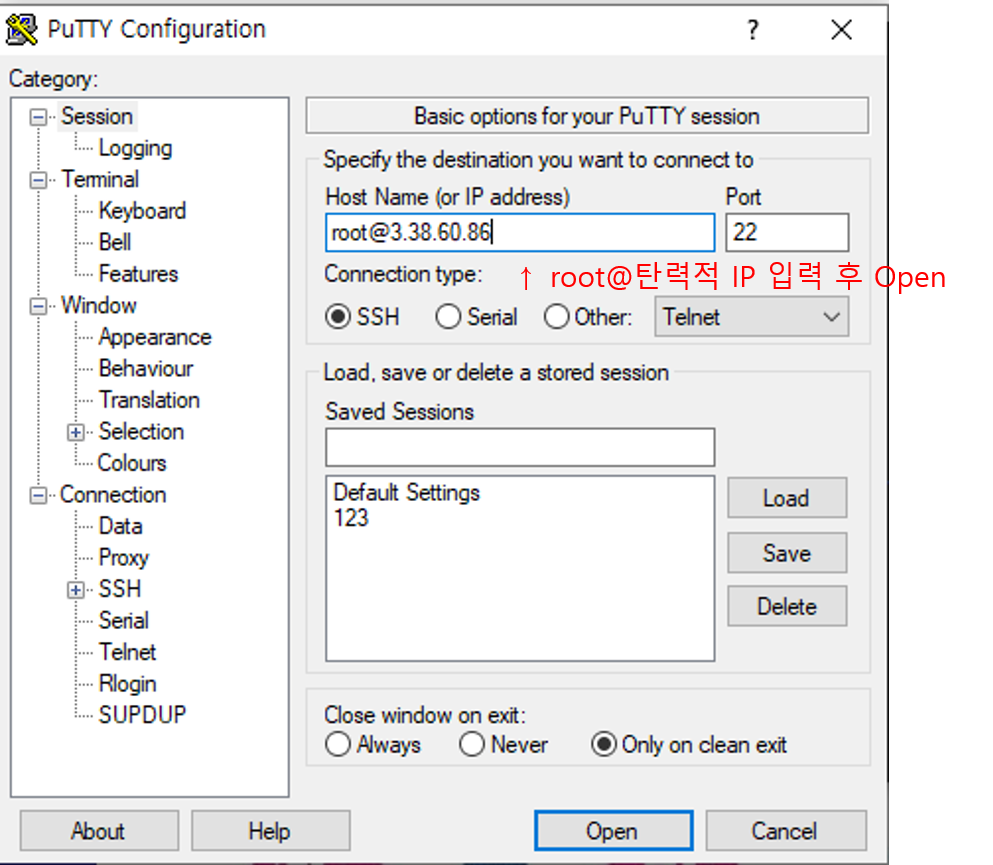 PuTTY Configuration
?
Category:
Session
Logging
Terminal
Keyboard
Bell
Features
Window
Appearance
Behaviour
Translation
Selection
Colours
Connection
Data
Proxy
SSH
Serial
Telnet
Rlogin
SUPDUP
Basic options for your PuTTY session
Specify the destination you want to connect to
Host Name (or IP address) Port
root@3.38.60.86 22
↑ root@탄력적 IP 입력 후 Open
Connection type:
SSH Serial Other: Telnet
Load, save or delete a stored session
Saved Sessions
Default Settings
123
Load
Save
Delete
Close window on exit:
Always Never Only on clean exit
About Help Open Cancel